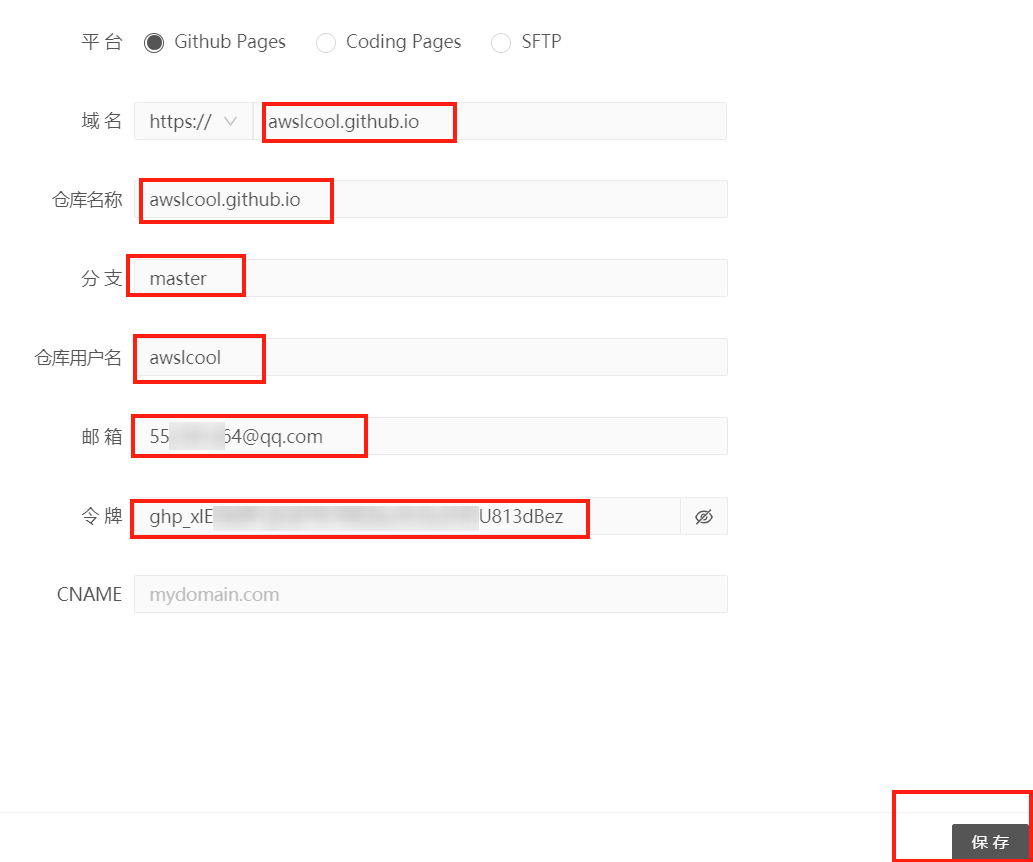 平台 Github Pages Coding Pages SFTP
域名 https:// awslcool.github.io
仓库名称 awslcool.github.io
分支 master
仓库用户名 awslcool
邮箱 55 64@qq.com
令牌 ghp_xlE U813dBez
CNAME mydomain.com
保存